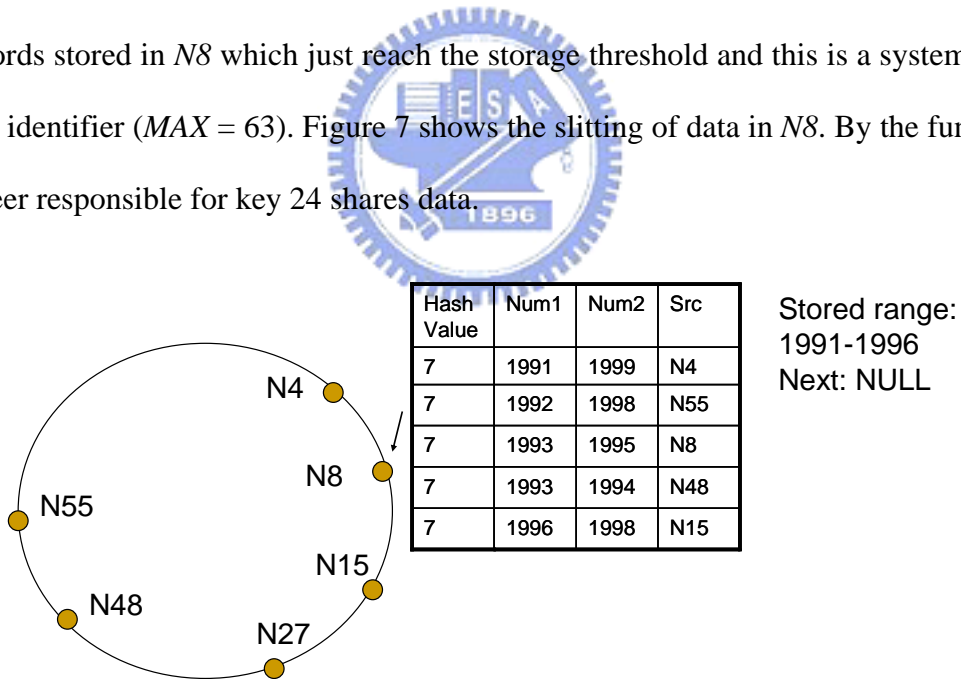 ords stored in N8 which just reach the storage threshold and this is a system
identifier (MAX = 63). Figure 7 shows the slitting of data in N8. By the fun
eer responsible for key 24 shares data.
E S A
1896
Hash Value Num1 Num2 Src
7 1991 1999 N4
7 1992 1998 N55
7 1993 1995 N8
7 1993 1994 N48
7 1996 1998 N15
Stored range:
1991-1996
Next: NULL
N4
N8
N55
N15
N48
N27